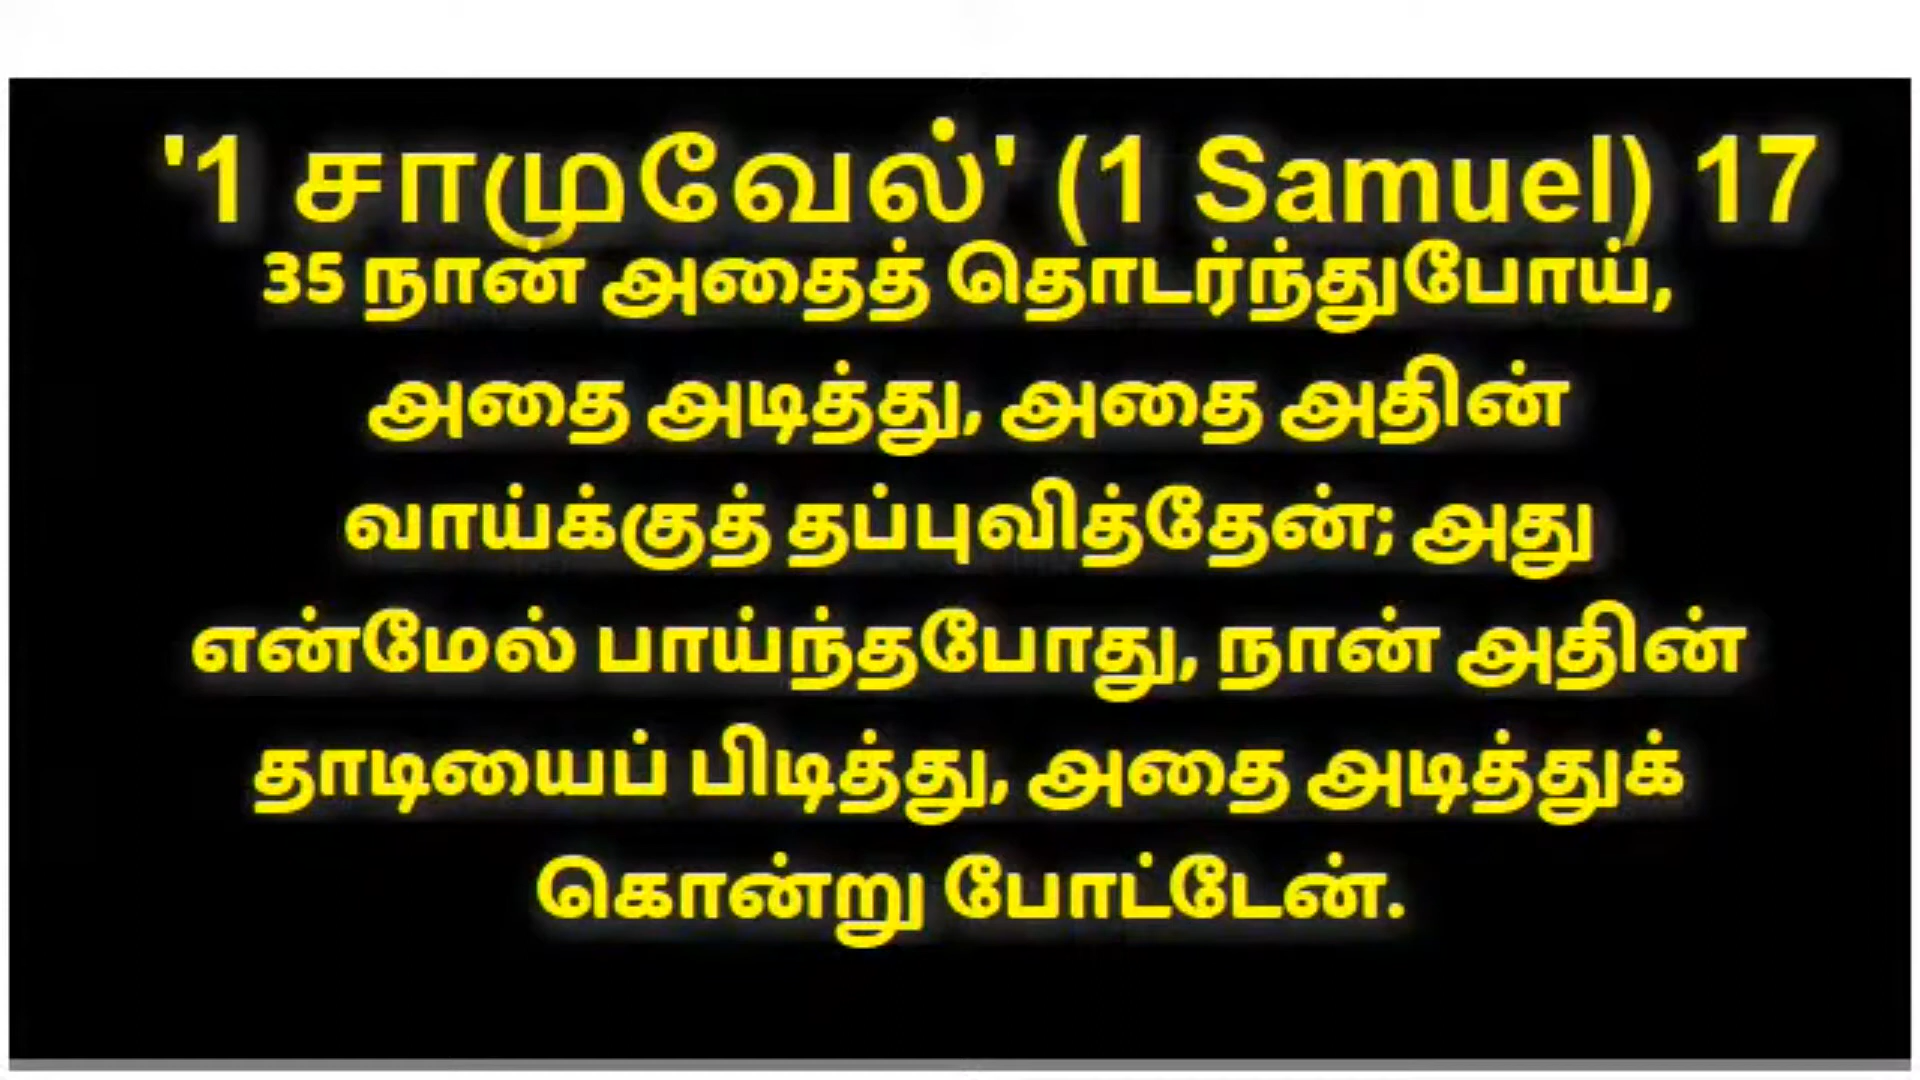 '1 சாமுவேல்' (1 Samuel) 17
35 நான் அதைத் தொடர்ந்துபோய்,
அதை அடித்து, அதை அதின்
வாய்க்குத் தப்புவித்தேன்; அது
என்மேல் பாய்ந்தபோது, நான் அதின்
தாடியைப் பிடித்து, அதை அடித்துக்
கொன்று போட்டேன்.